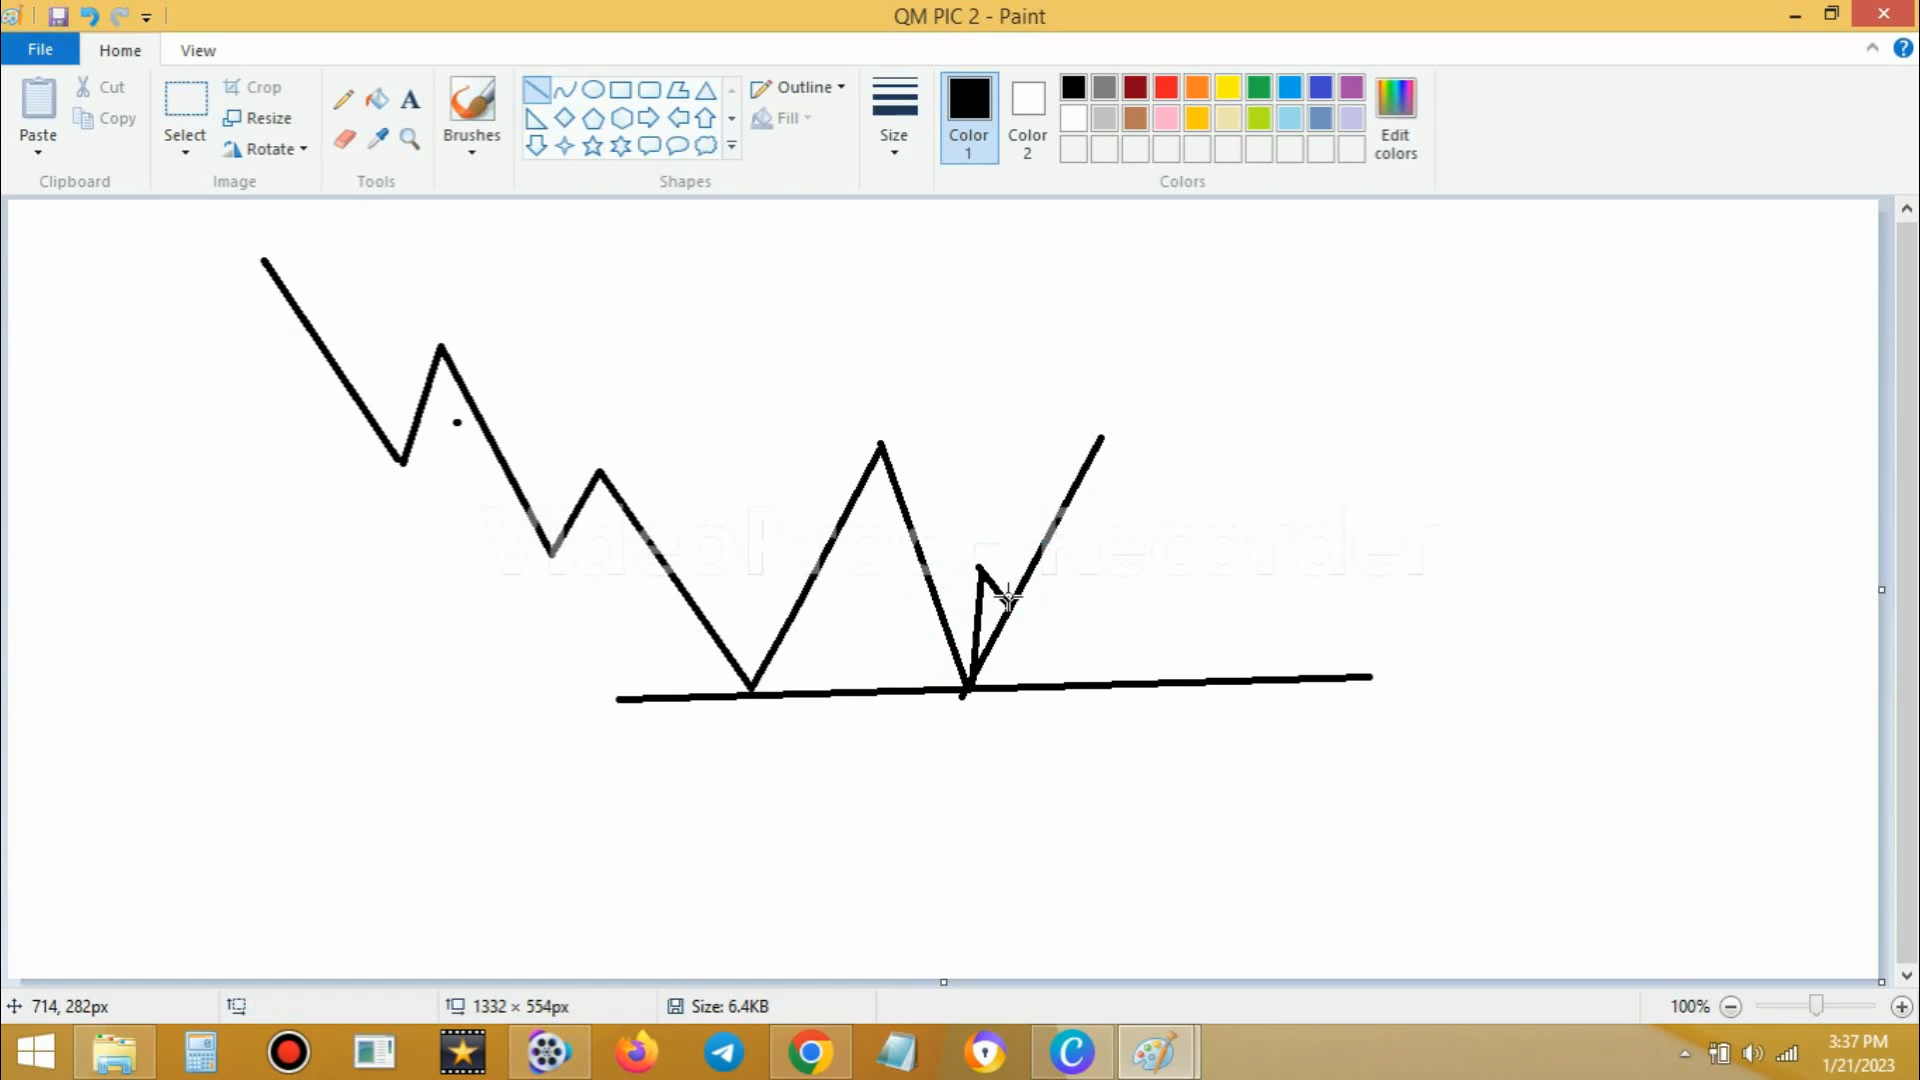 QM PIC 2 - Paint
File
Home
View
Paste
Cut
Copy
Clipboard
Select
Crop
Resize
Rotate
Image
Tools
A
Brushes
Shapes
Outline
Fill
Size
Color
1
Color
2
Edit
colors
Colors
714, 282px
1332 × 554px
Size: 6.4KB
100%
3:37 PM
1/21/2023